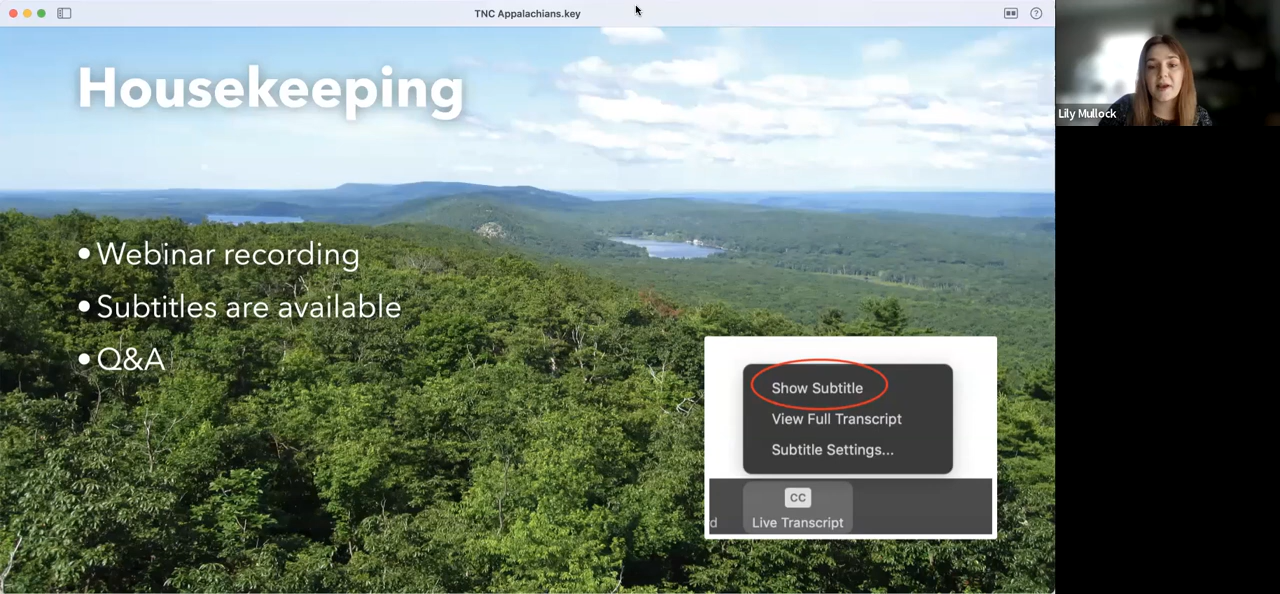 TNC Appalachians.key
Housekeeping
• Webinar recording
• Subtitles are available
• Q&A
Show Subtitle
View Full Transcript
Subtitle Settings...
CC
d
Live Transcript
Lily Mullock